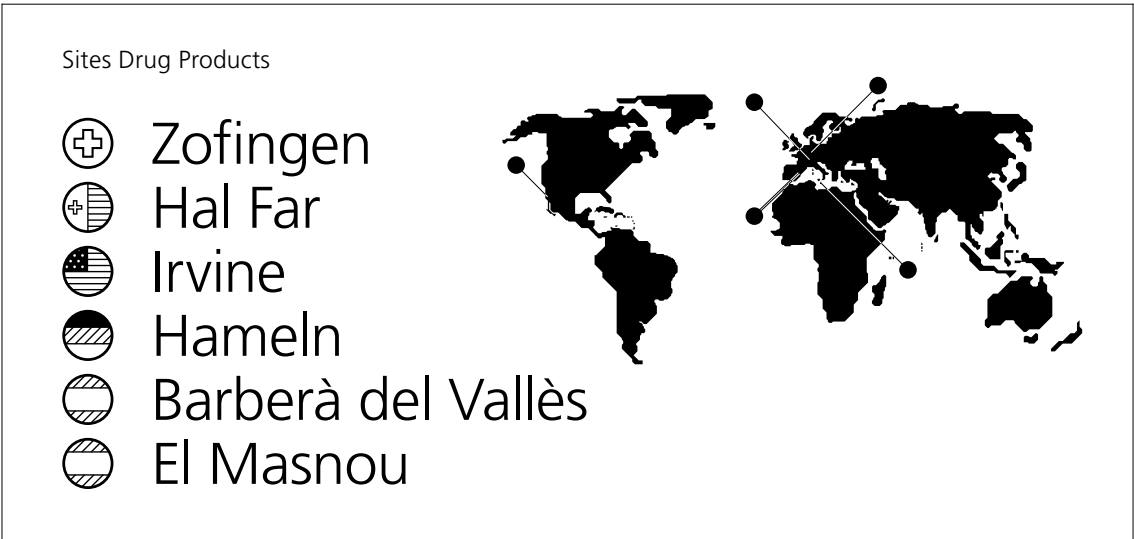 Sites Drug Products
Zofingen
Hal Far
Irvine
Hameln
Barberà del Vallès
El Masnou